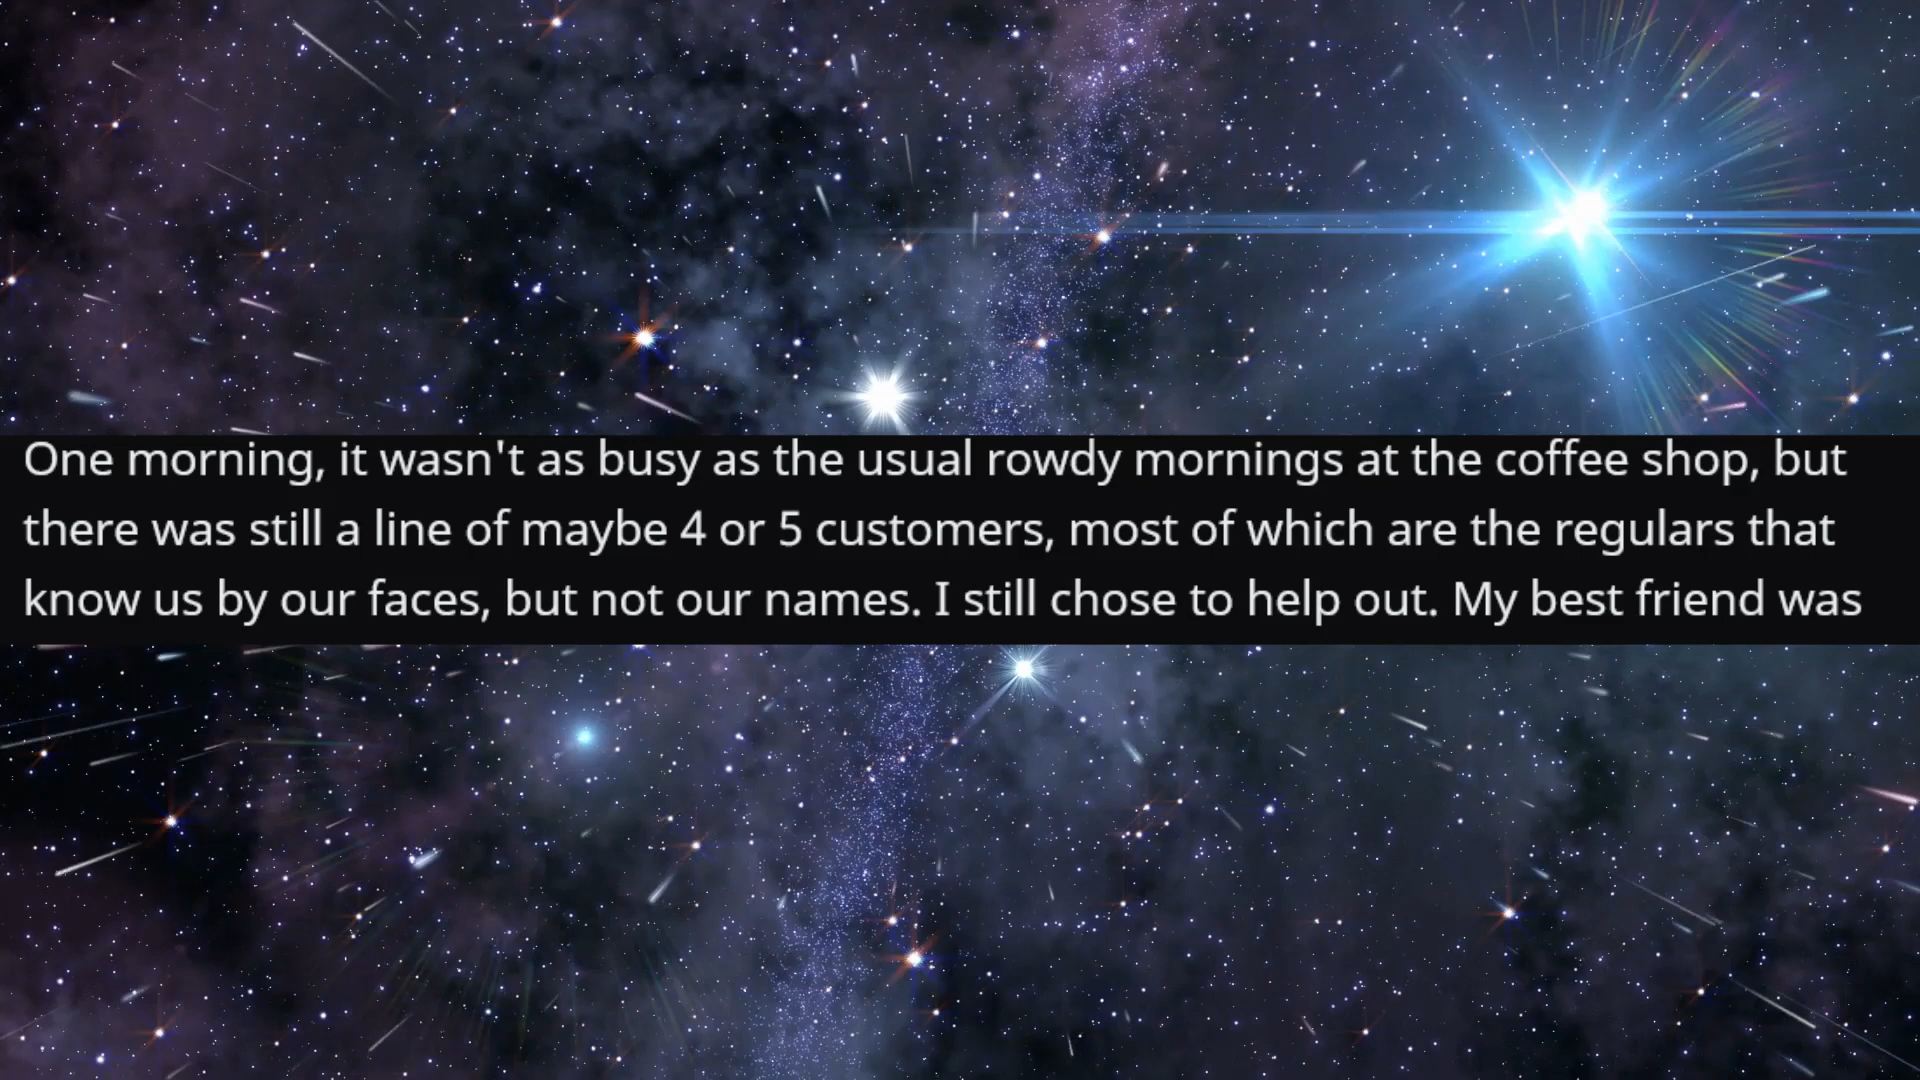 One morning, it wasn't as busy as the usual rowdy mornings at the coffee shop, but
there was still a line of maybe 4 or 5 customers, most of which are the regulars that
know us by our faces, but not our names. I still chose to help out. My best friend was